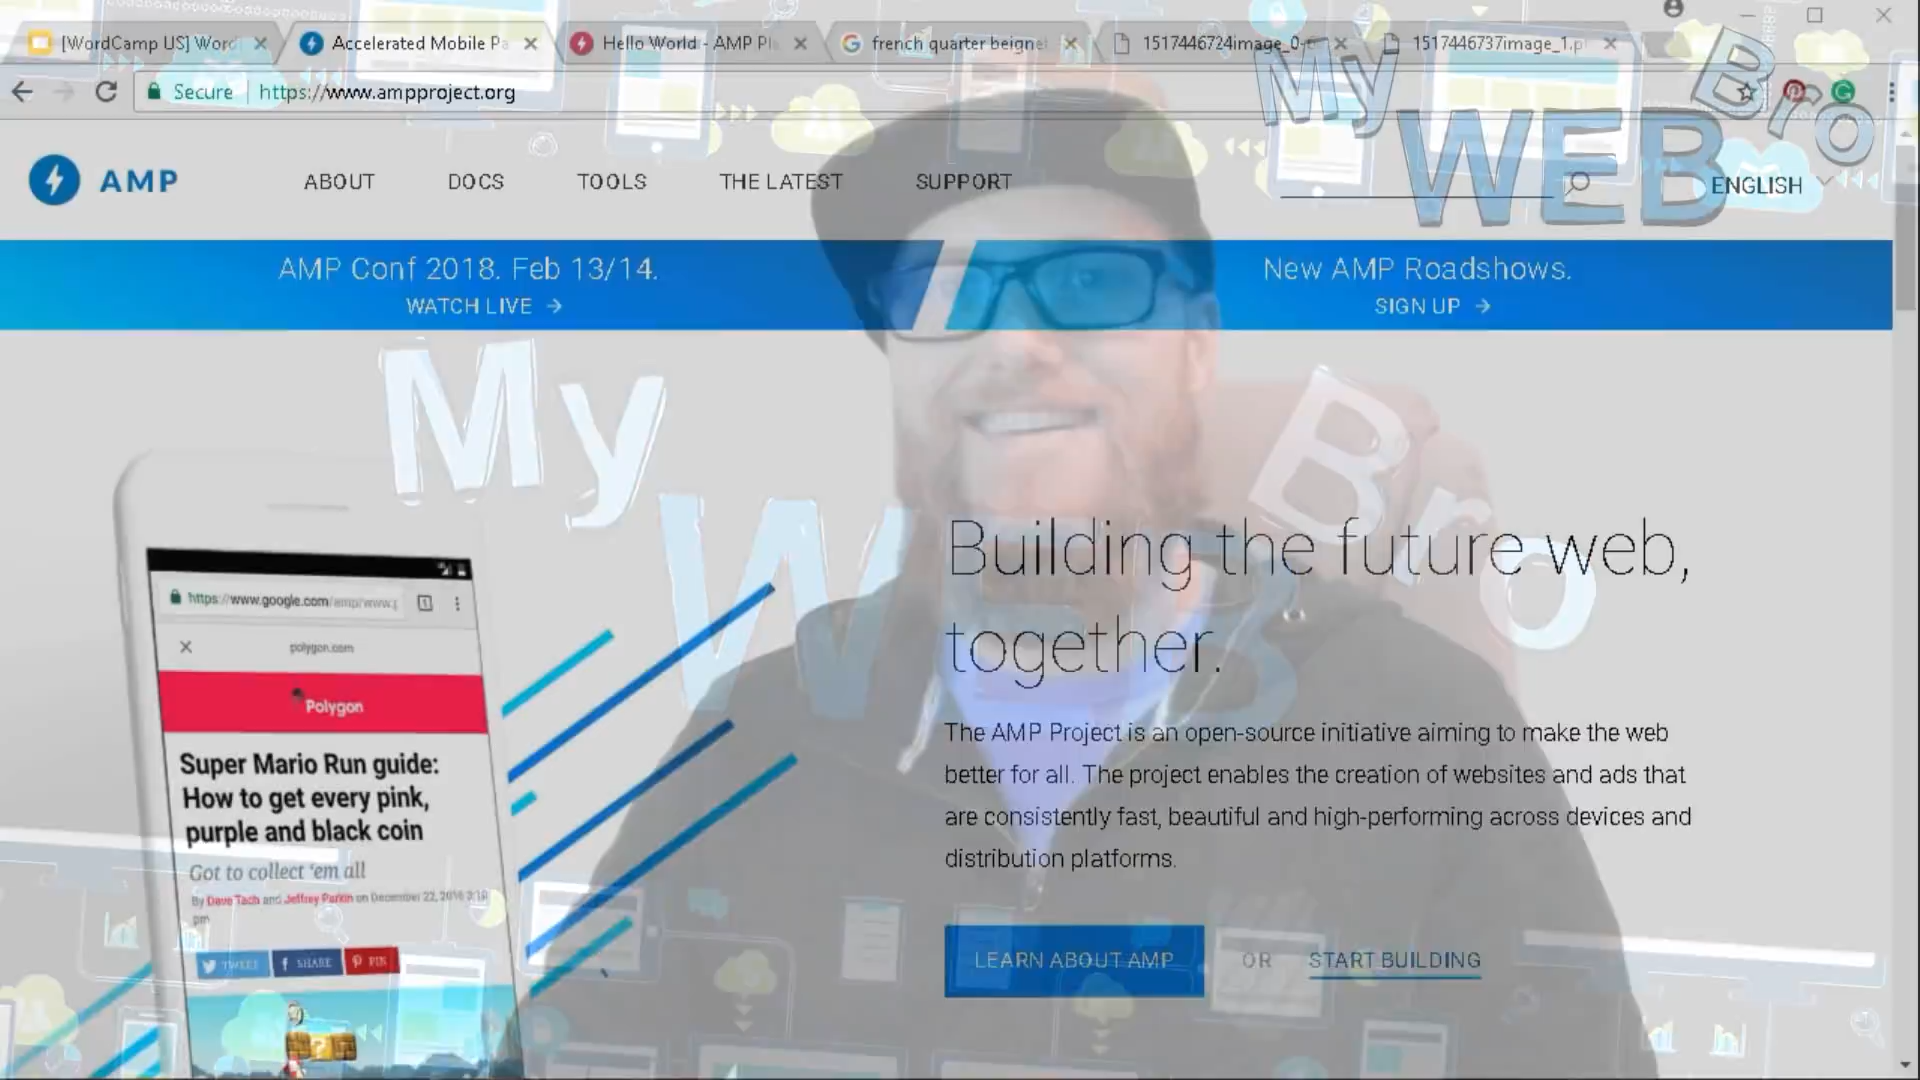 [WordCamp US] Word
Accelerated Mobile Pa
Hello World - AMP Pl
french quarter beignet
1517446724image_0-
1517446737image_1.p
Secure
https://www.ampproject.org
My
WEB
Bro
AMP
ABOUT
DOCS
TOOLS
THE LATEST
SUPPORT
ENGLISH
AMP Conf 2018. Feb 13/14.
WATCH LIVE
New AMP Roadshows.
SIGN UP
My
W B
Bro
Building the future web,
together.
The AMP Project is an open-source initiative aiming to make the web
better for all. The project enables the creation of websites and ads that
are consistently fast, beautiful and high-performing across devices and
distribution platforms.
LEARN ABOUT AMP
OR
START BUILDING
https://www.google.com/amp/www.p
polygon.com
Polygon
Super Mario Run guide:
How to get every pink,
purple and black coin
Got to collect 'em all
By Dave Tach and Jeffrey Parkin on December 22, 2016 3:19
pm
TWEET
SHARE
PIN